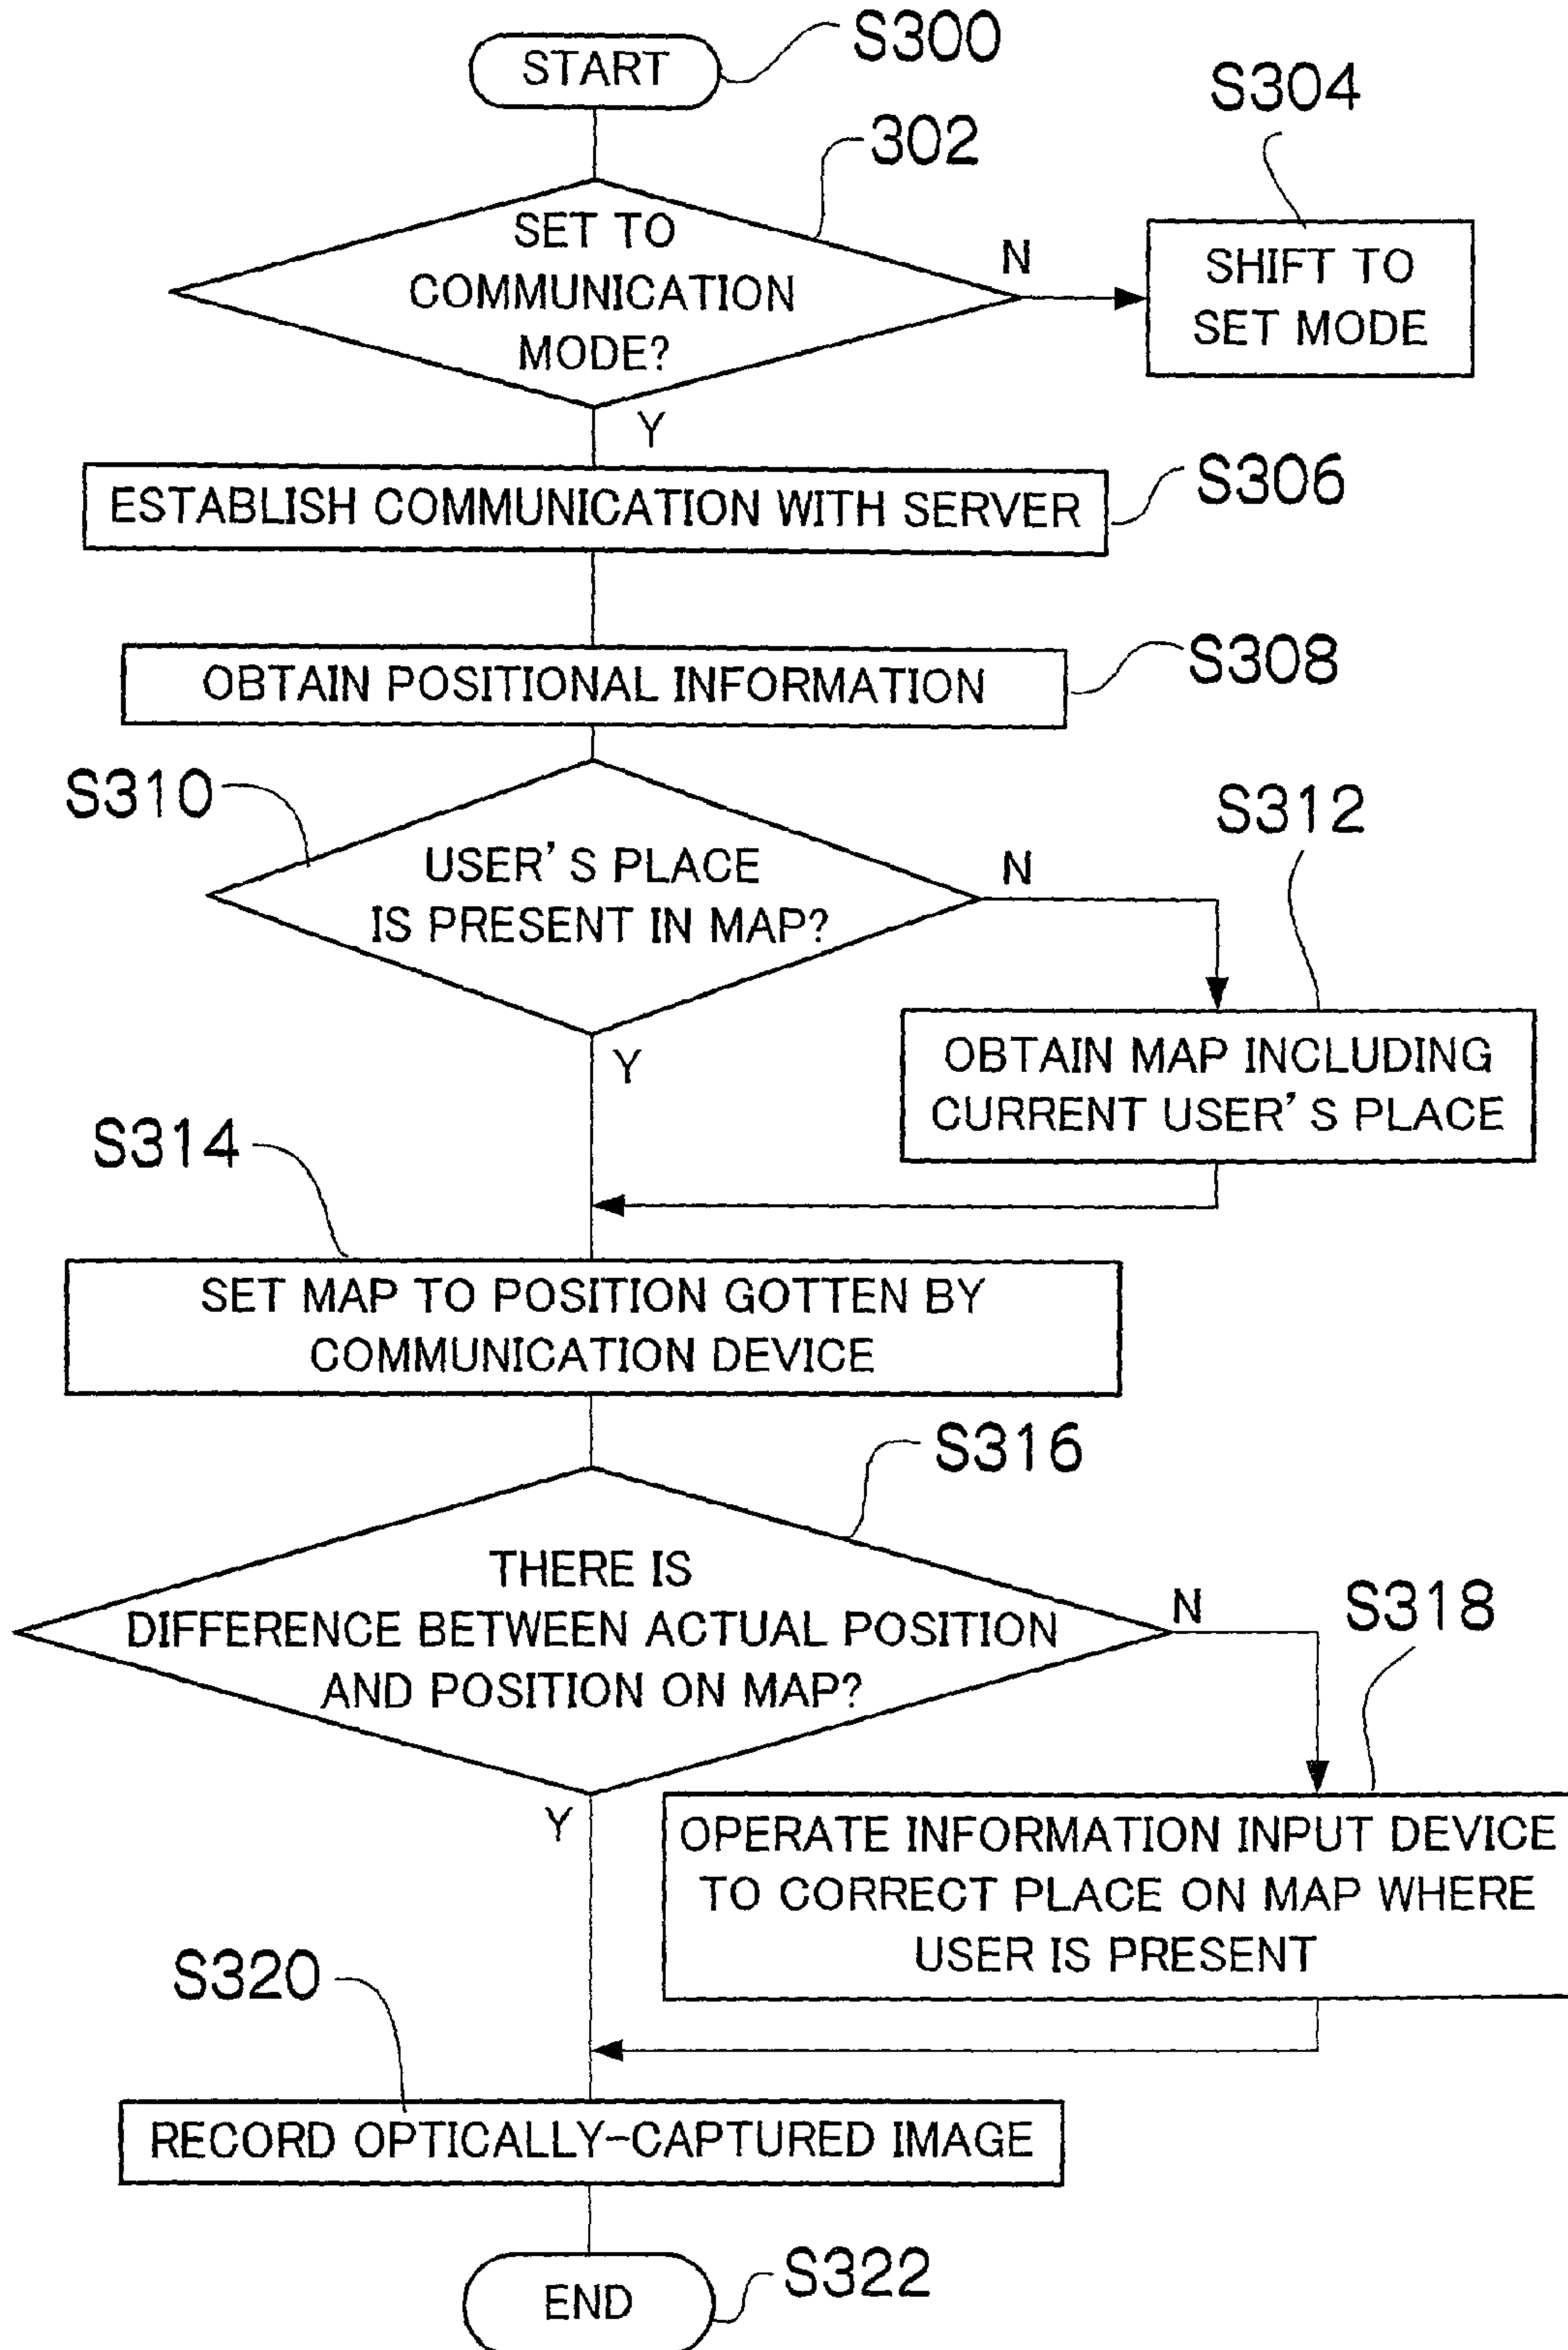 START
S300
302
S304
SET TO
COMMUNICATION
MODE?
N
SHIFT TO
SET MODE
Y
ESTABLISH COMMUNICATION WITH SERVER
S306
OBTAIN POSITIONAL INFORMATION
S308
S310
USER'S PLACE
IS PRESENT IN MAP?
N
S312
Y
OBTAIN MAP INCLUDING
CURRENT USER'S PLACE
S314
SET MAP TO POSITION GOTTEN BY
COMMUNICATION DEVICE
S316
THERE IS
DIFFERENCE BETWEEN ACTUAL POSITION
AND POSITION ON MAP?
N
S318
Y
OPERATE INFORMATION INPUT DEVICE
TO CORRECT PLACE ON MAP WHERE
USER IS PRESENT
S320
RECORD OPTICALLY-CAPTURED IMAGE
END
S322